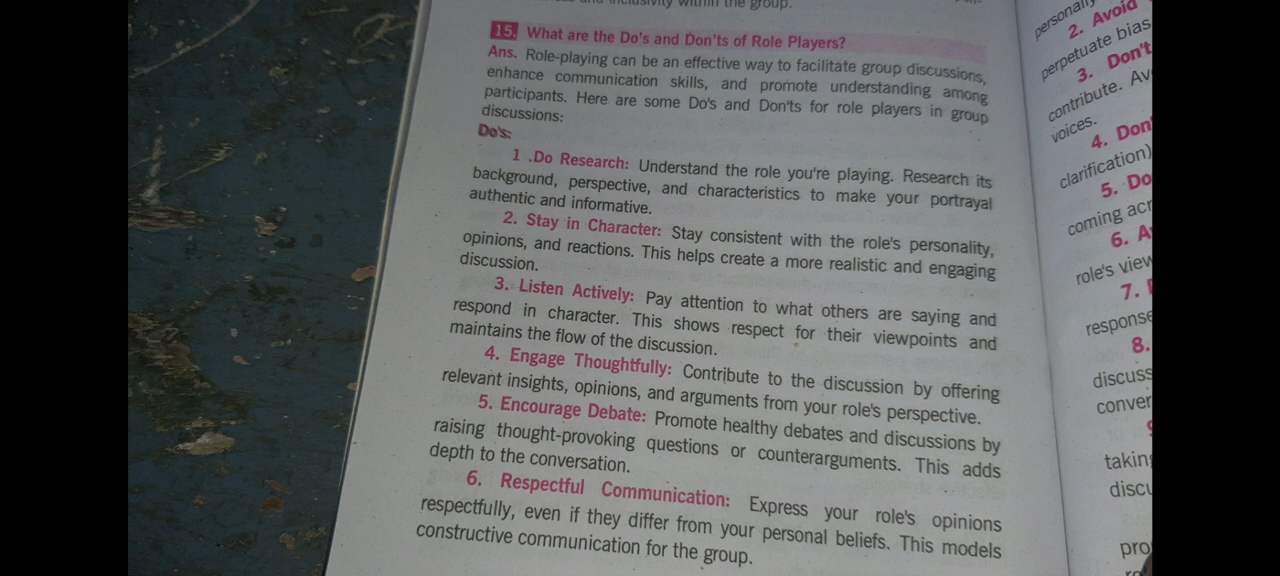 and inclusivity within the group.
15. What are the Do's and Don'ts of Role Players?
Ans. Role-playing can be an effective way to facilitate group discussions,
enhance communication skills, and promote understanding among
participants. Here are some Do's and Don'ts for role players in group
discussions:
Do's:
1 .Do Research: Understand the role you're playing. Research its
background, perspective, and characteristics to make your portrayal
authentic and informative.
2. Stay in Character: Stay consistent with the role's personality,
opinions, and reactions. This helps create a more realistic and engaging
discussion.
3. Listen Actively: Pay attention to what others are saying and
respond in character. This shows respect for their viewpoints and
maintains the flow of the discussion.
4. Engage Thoughtfully: Contribute to the discussion by offering
relevant insights, opinions, and arguments from your role's perspective.
5. Encourage Debate: Promote healthy debates and discussions by
raising thought-provoking questions or counterarguments. This adds
depth to the conversation.
6. Respectful Communication: Express your role's opinions
respectfully, even if they differ from your personal beliefs. This models
constructive communication for the group.
personally
2. Avoid
perpetuate bias
3. Don't
contribute. Av
voices.
4. Don'
clarification)
5. Do
coming acr
6. A
role's view
7.
response
8.
discuss
conver
taking
discu
pro